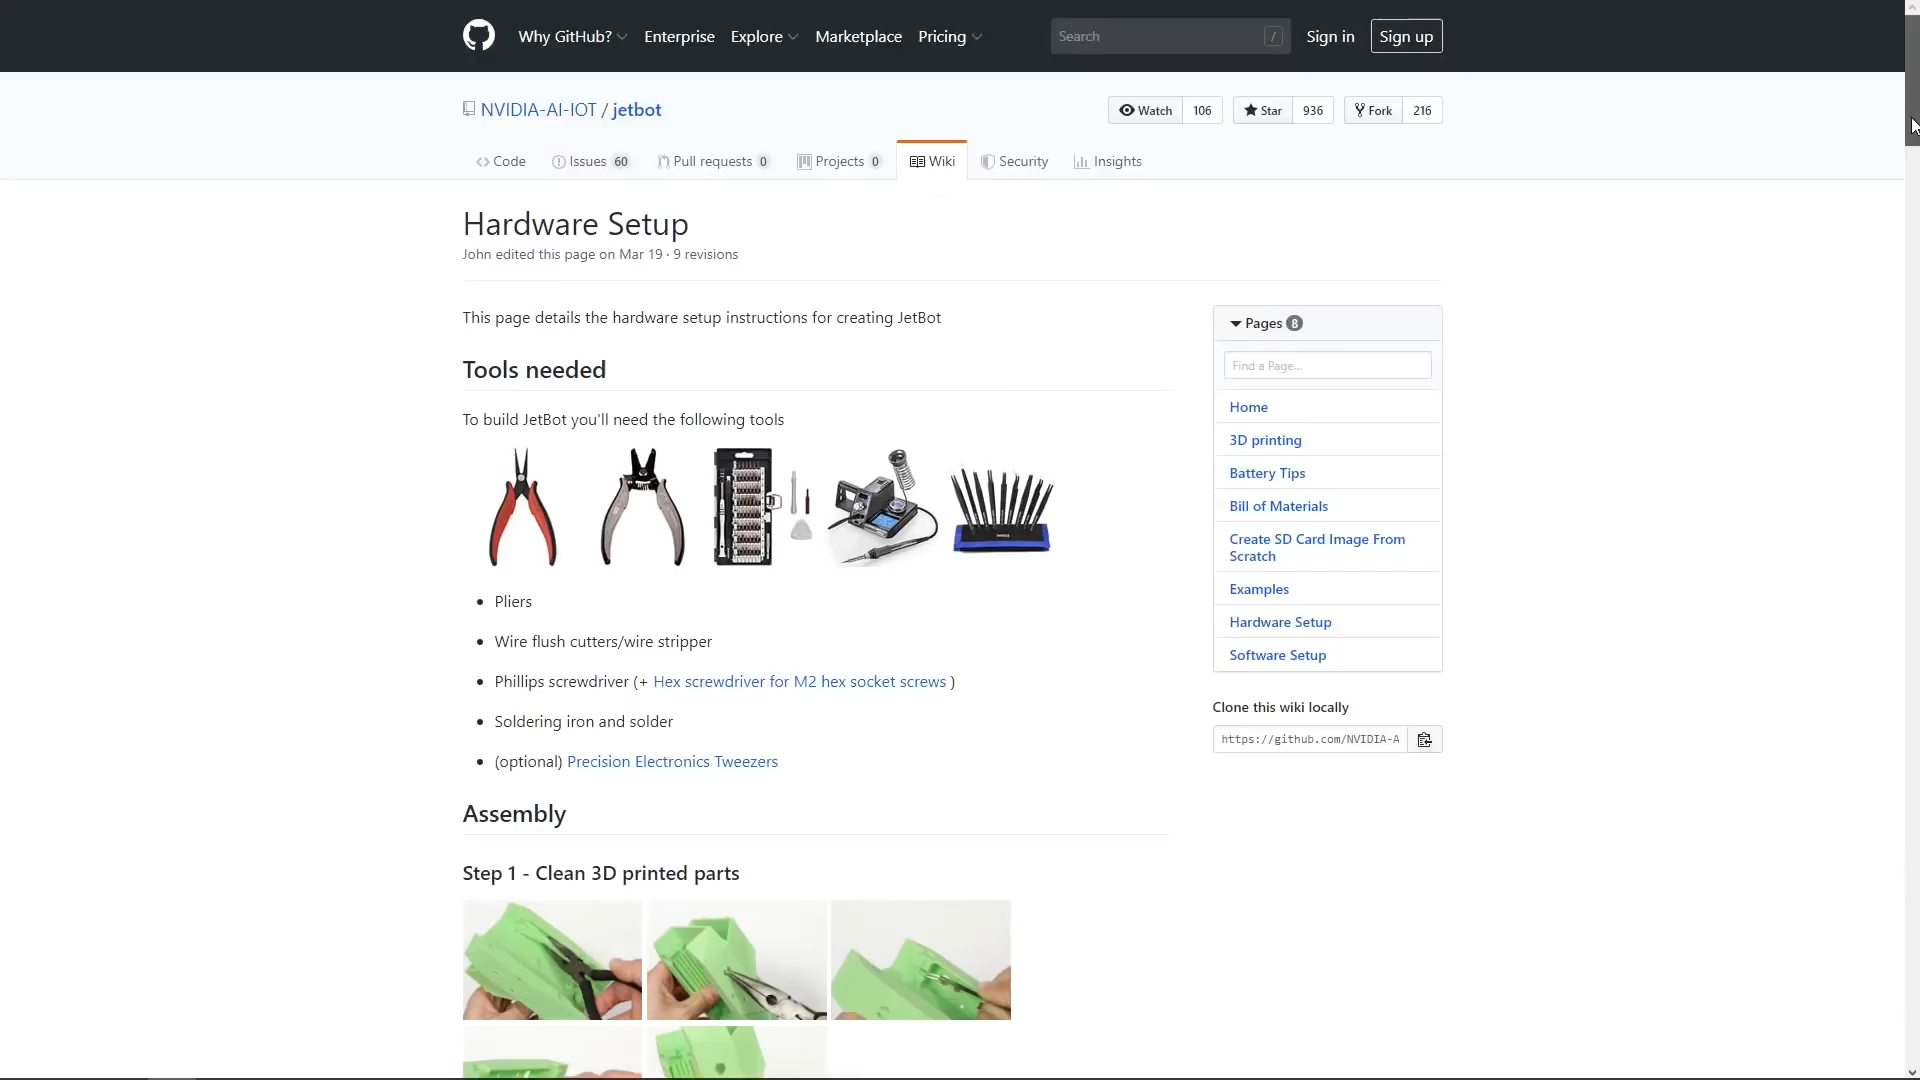 Why GitHub? Enterprise Explore Marketplace Pricing Search / Sign in Sign up
NVIDIA-AI-IOT / jetbot Watch 106 Star 936 Fork 216
Code Issues 60 Pull requests 0 Projects 0 Wiki Security Insights
Hardware Setup
John edited this page on Mar 19 · 9 revisions
This page details the hardware setup instructions for creating JetBot
Tools needed
To build JetBot you'll need the following tools
• Pliers
• Wire flush cutters/wire stripper
• Phillips screwdriver (+ Hex screwdriver for M2 hex socket screws )
• Soldering iron and solder
• (optional) Precision Electronics Tweezers
Assembly
Step 1 - Clean 3D printed parts
Pages 8
Find a Page...
Home
3D printing
Battery Tips
Bill of Materials
Create SD Card Image From
Scratch
Examples
Hardware Setup
Software Setup
Clone this wiki locally
https://github.com/NVIDIA-A